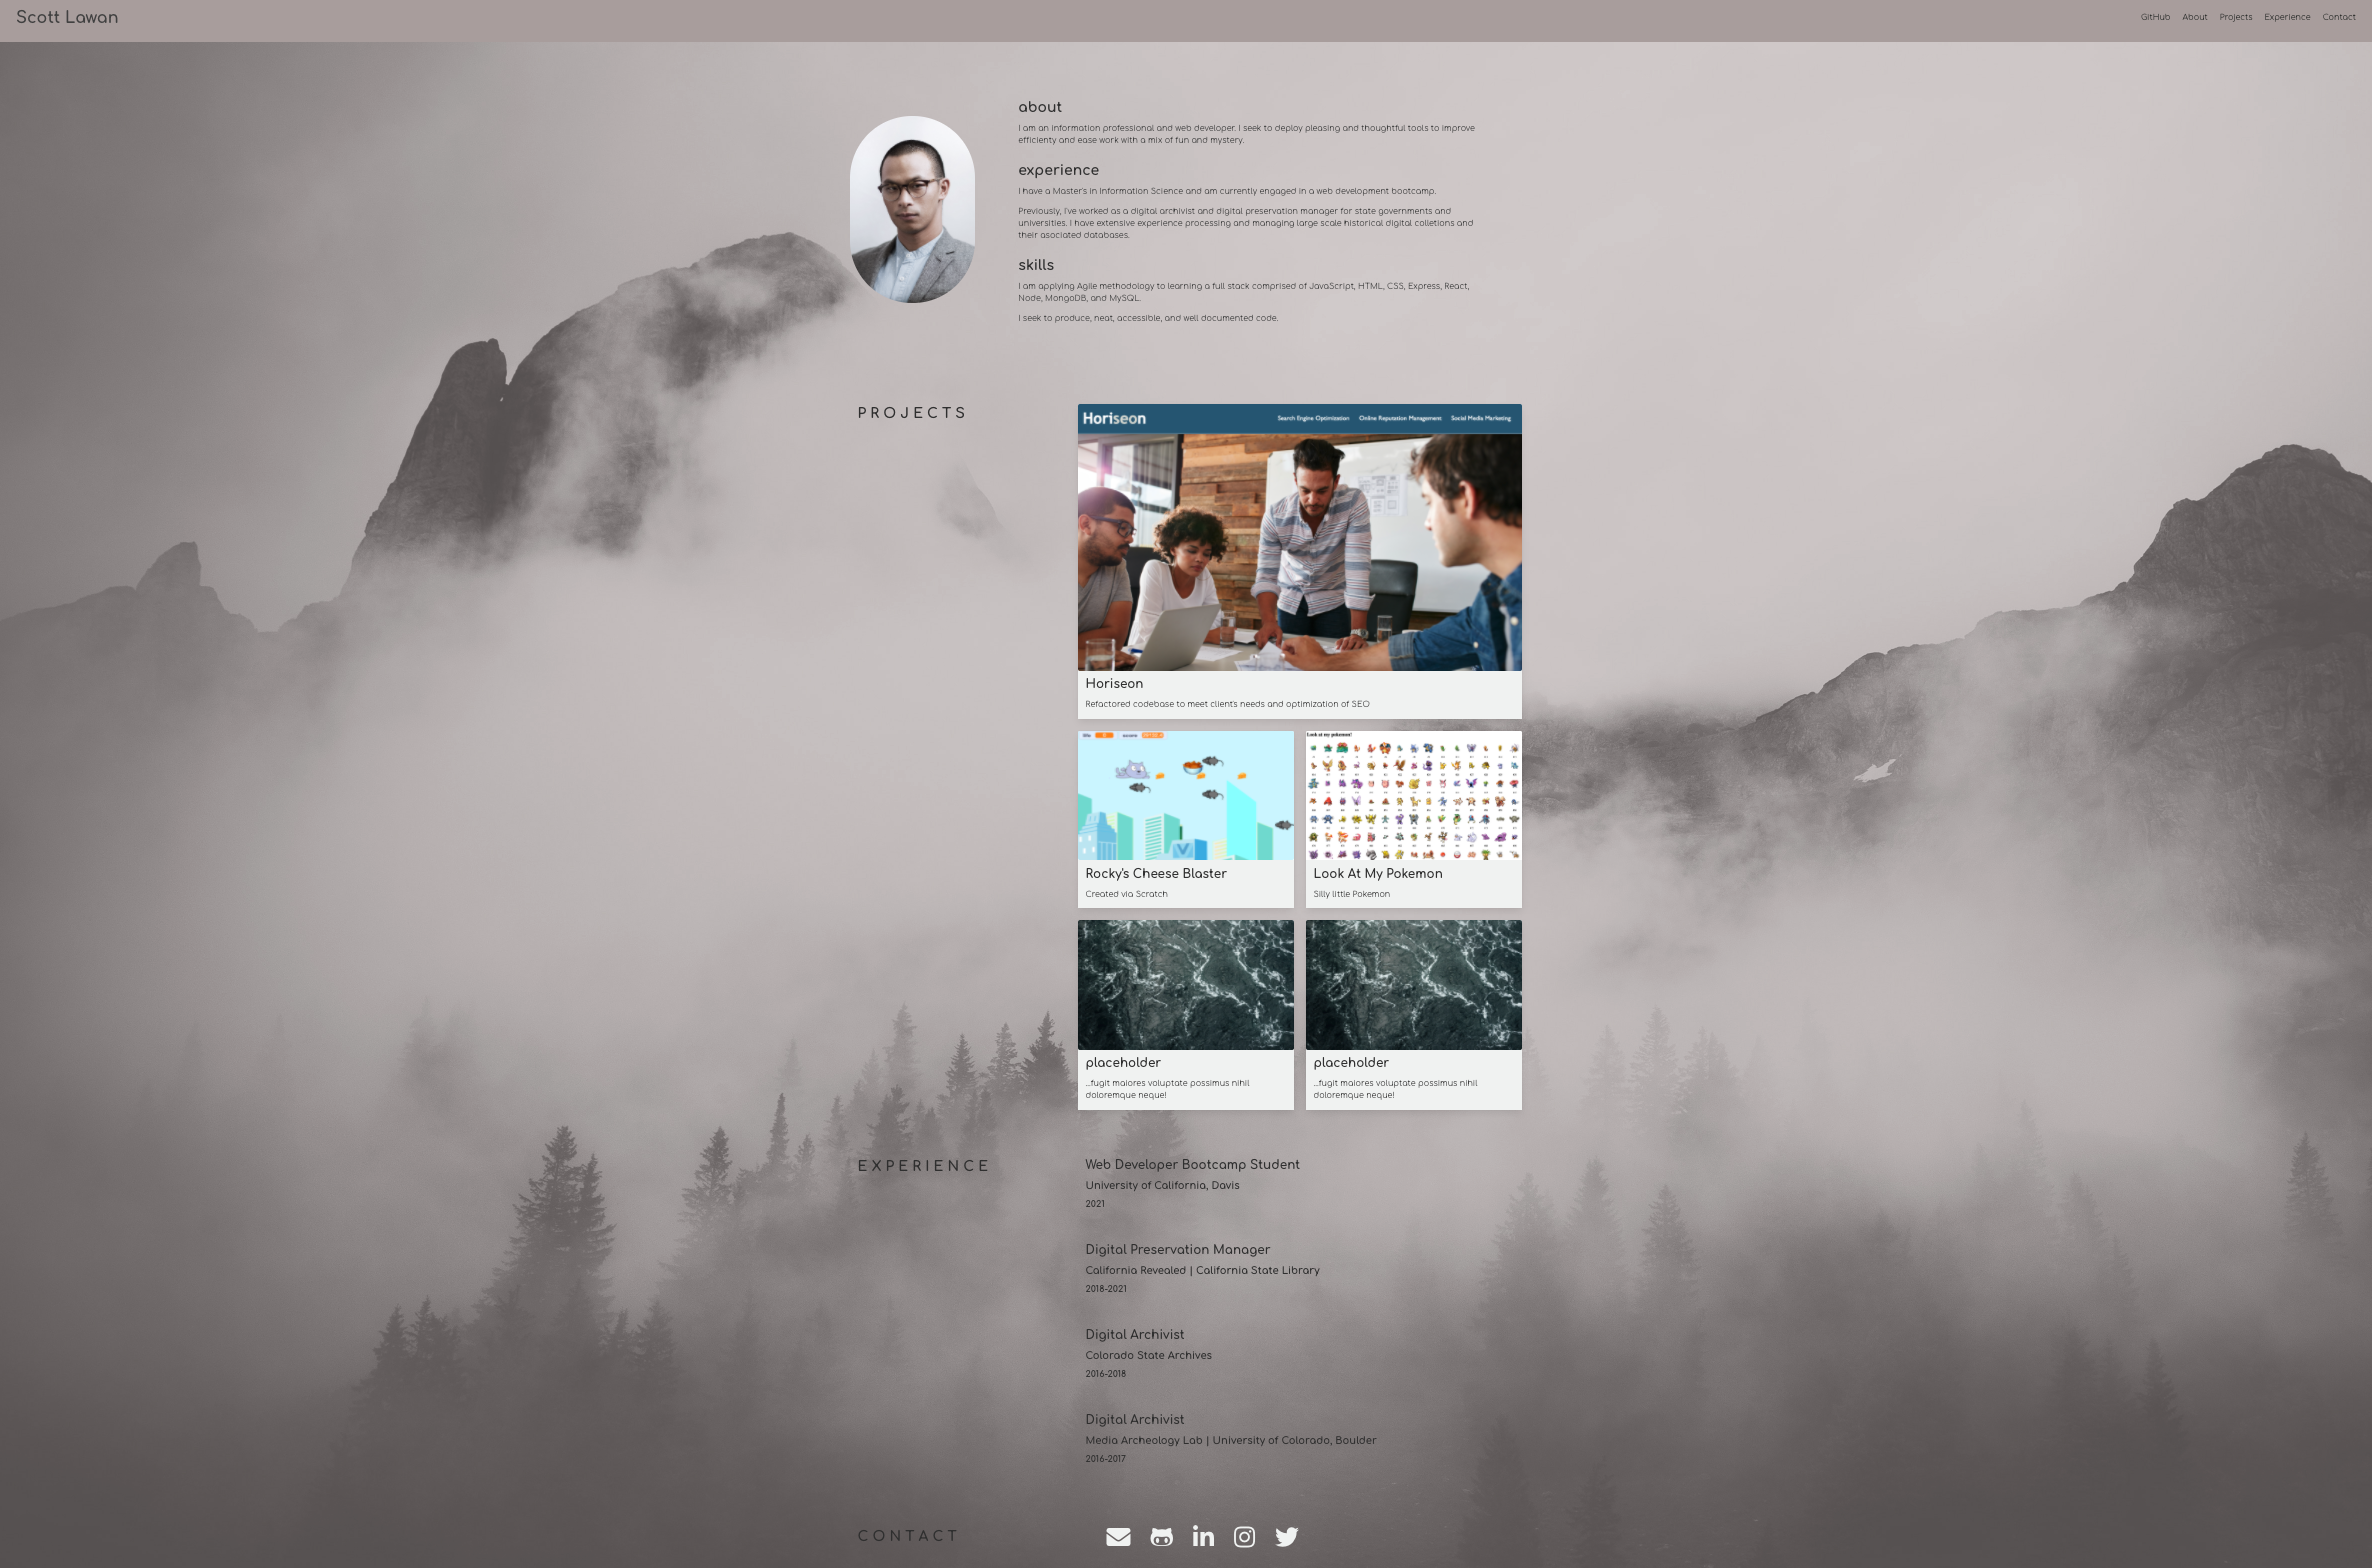 Scott Lawan
GitHub About Projects Experience Contact
about
I am an information professional and web developer. I seek to deploy pleasing and thoughtful tools to improve
efficienty and ease work with a mix of fun and mystery.
experience
I have a Master's in Information Science and am currently engaged in a web development bootcamp.
Previously, I've worked as a digital archivist and digital preservation manager for state governments and
universities. I have extensive experience processing and managing large scale historical digital colletions and
their asociated databases.
skills
I am applying Agile methodology to learning a full stack comprised of JavaScript, HTML, CSS, Express, React,
Node, MongoDB, and MySQL.
I seek to produce, neat, accessible, and well documented code.
PROJECTS
Horiseon
Search Engine Optimization Online Reputation Management Social Media Marketing
Horiseon
Refactored codebase to meet client's needs and optimization of SEO
life score
Look at my pokemon!
Rocky's Cheese Blaster
Created via Scratch
Look At My Pokemon
Silly little Pokemon
placeholder
...fugit maiores voluptate possimus nihil
doloremque neque!
placeholder
...fugit maiores voluptate possimus nihil
doloremque neque!
EXPERIENCE
Web Developer Bootcamp Student
University of California, Davis
2021
Digital Preservation Manager
California Revealed | California State Library
2018-2021
Digital Archivist
Colorado State Archives
2016-2018
Digital Archivist
Media Archeology Lab | University of Colorado, Boulder
2016-2017
CONTACT